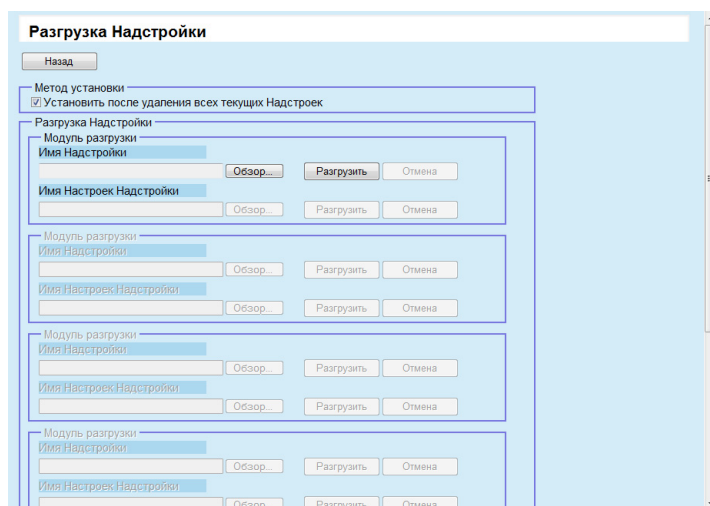 Разгрузка Надстройки
Назад
Метод установки
Установить после удаления всех текущих Надстроек
Разгрузка Надстройки
Модуль разгрузки
Имя Надстройки
Обзор... Разгрузить Отмена
Имя Настроек Надстройки
Обзор... Разгрузить Отмена
Модуль разгрузки
Имя Надстройки
Обзор... Разгрузить Отмена
Имя Настроек Надстройки
Обзор... Разгрузить Отмена
Модуль разгрузки
Имя Надстройки
Обзор... Разгрузить Отмена
Имя Настроек Надстройки
Обзор... Разгрузить Отмена
Модуль разгрузки
Имя Надстройки
Обзор... Разгрузить Отмена
Имя Настроек Надстройки
Обзор... Разгрузить Отмена